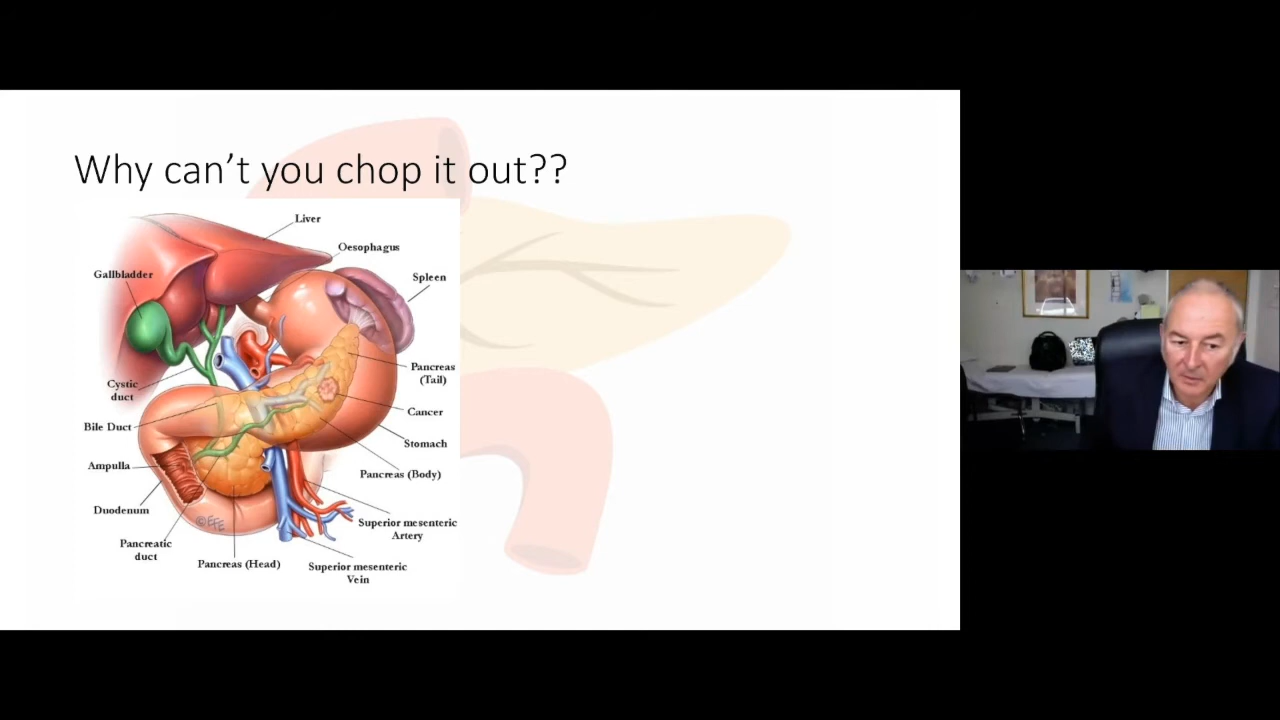 Why can't you chop it out??
Liver
Oesophagus
Gallbladder
Spleen
Pancreas
(Tail)
Cystic
duct
Cancer
Bile Duct
Stomach
Ampulla
Pancreas (Body)
Duodenum
©EFE
Superior mesenteric
Artery
Pancreatic
duct
Pancreas (Head)
Superior mesenteric
Vein